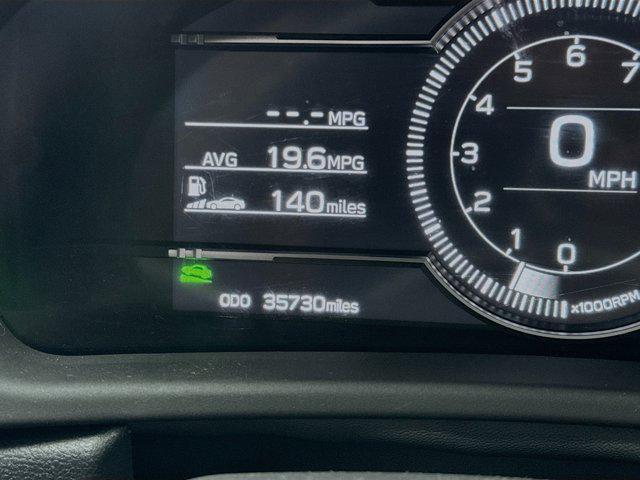 --.- MPG
AVG 19.6 MPG
140 miles
ODO 35730 miles
0
1
2
3
4
5
6
7
0
MPH
x1000RPM